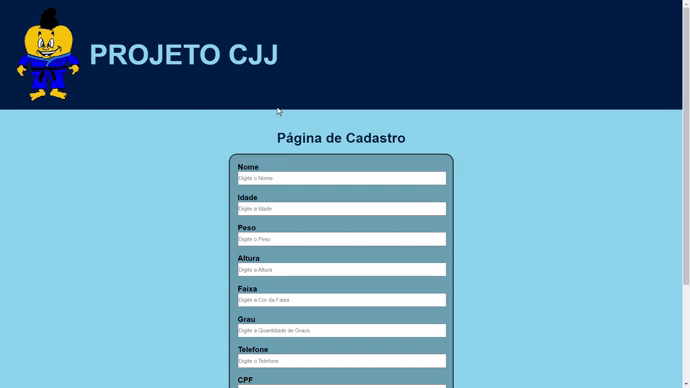 PROJETO CJJ
Página de Cadastro
Nome
Digite o Nome
Idade
Digite a Idade
Peso
Digite o Peso
Altura
Digite a Altura
Faixa
Digite a Cor da Faixa
Grau
Digite a Quantidade de Graus
Telefone
Digite o Telefone
CPF